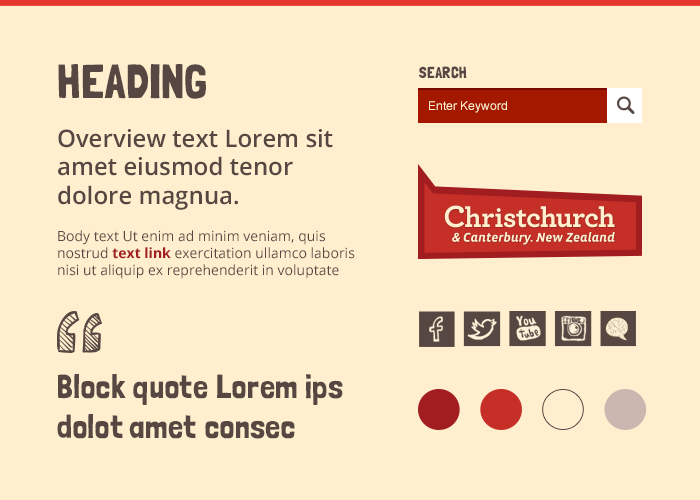 HEADING
Overview text Lorem sit
amet eiusmod tenor
dolore magnua.
Body text Ut enim ad minim veniam, quis
nostrud text link exercitation ullamco laboris
nisi ut aliquip ex reprehenderit in voluptate
“
Block quote Lorem ips
dolot amet consec
SEARCH
Enter Keyword
Christchurch
& Canterbury. New Zealand
f
You
Tube